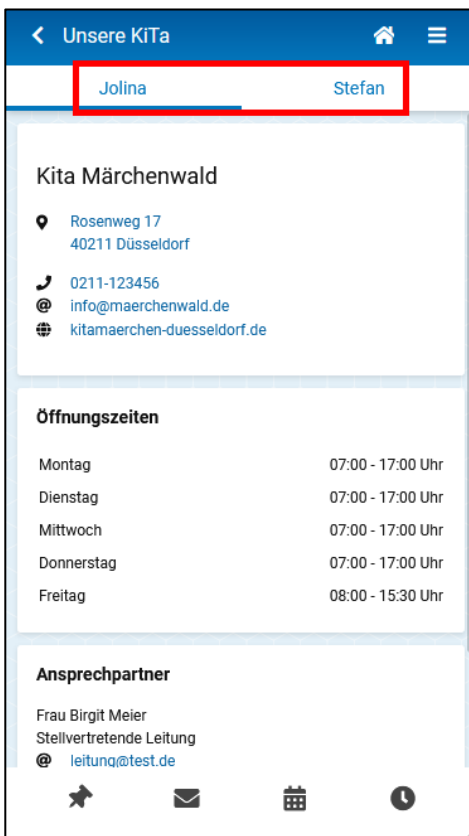 Unsere KiTa
Jolina Stefan
Kita Märchenwald
Rosenweg 17
40211 Düsseldorf
0211-123456
@ info@maerchenwald.de
kitamaerchen-duesseldorf.de
Öffnungszeiten
Montag 07:00 - 17:00 Uhr
Dienstag 07:00 - 17:00 Uhr
Mittwoch 07:00 - 17:00 Uhr
Donnerstag 07:00 - 17:00 Uhr
Freitag 08:00 - 15:30 Uhr
Ansprechpartner
Frau Birgit Meier
Stellvertretende Leitung
@ leitung@test.de